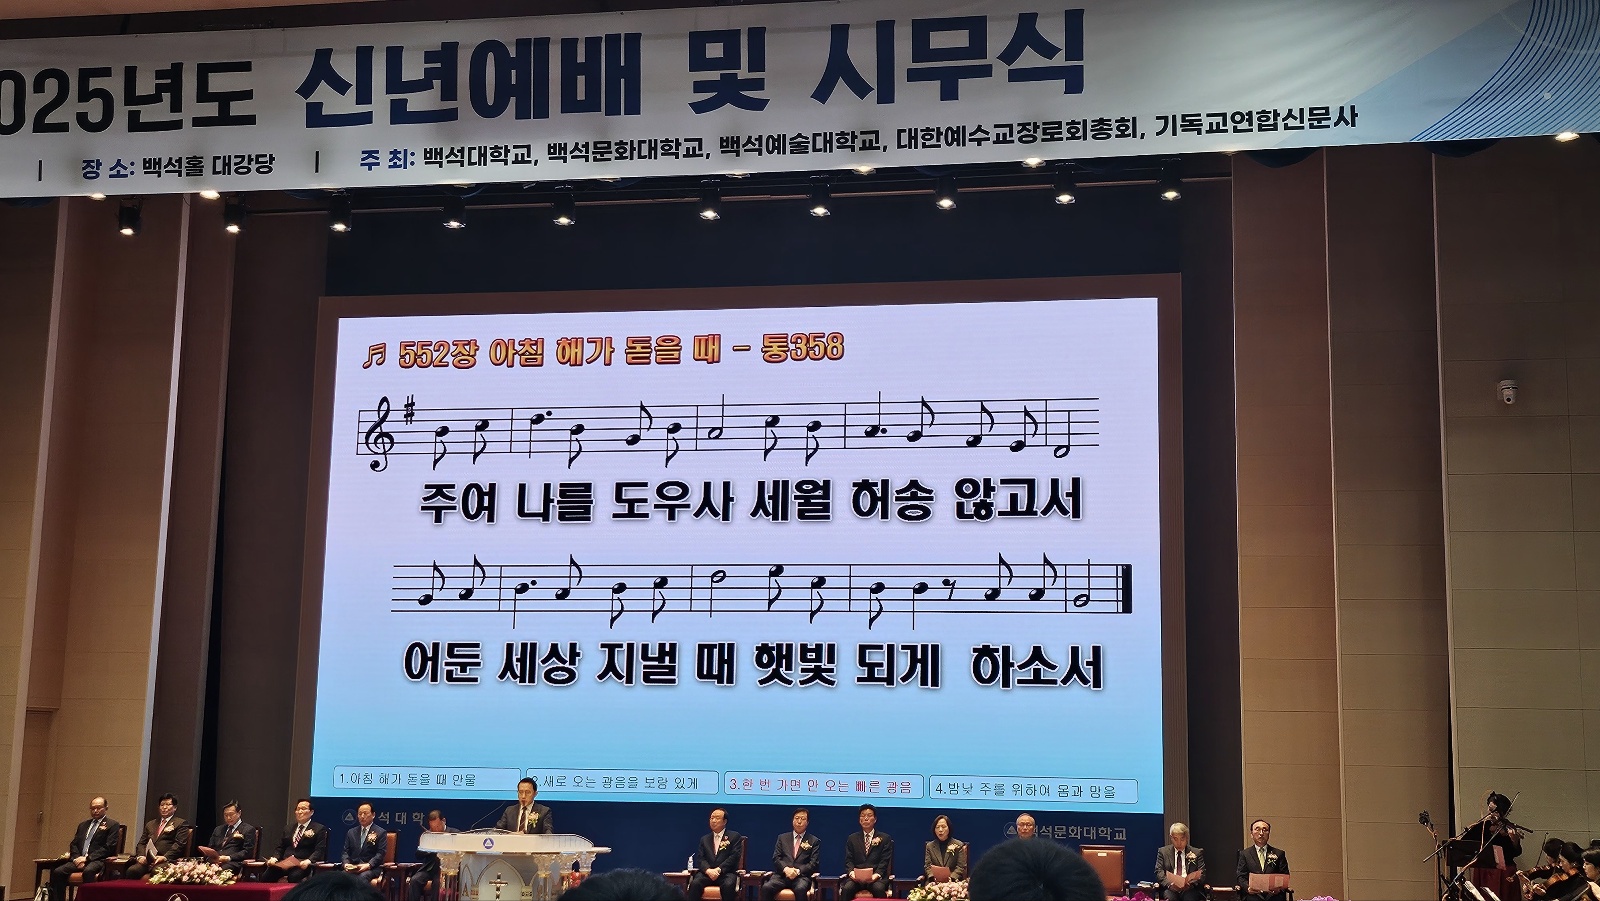 025년도 신년예배 및 시무식
| 장 소: 백석홀 대강당 | 주 최: 백석대학교, 백석문화대학교, 백석예술대학교, 대한예수교장로회총회, 기독교연합신문사
552장 아침 해가 돋을 때 - 통358
주여 나를 도우사 세월 허송 않고서
어둔 세상 지낼 때 햇빛 되게 하소서
1.아침 해가 돋을 때 만물
2.새로 오는 광음을 보람 있게
3.한 번 가면 안 오는 빠른 광음
4.밤낮 주를 위하여 몸과 맘을
석대학
백석문화대학교